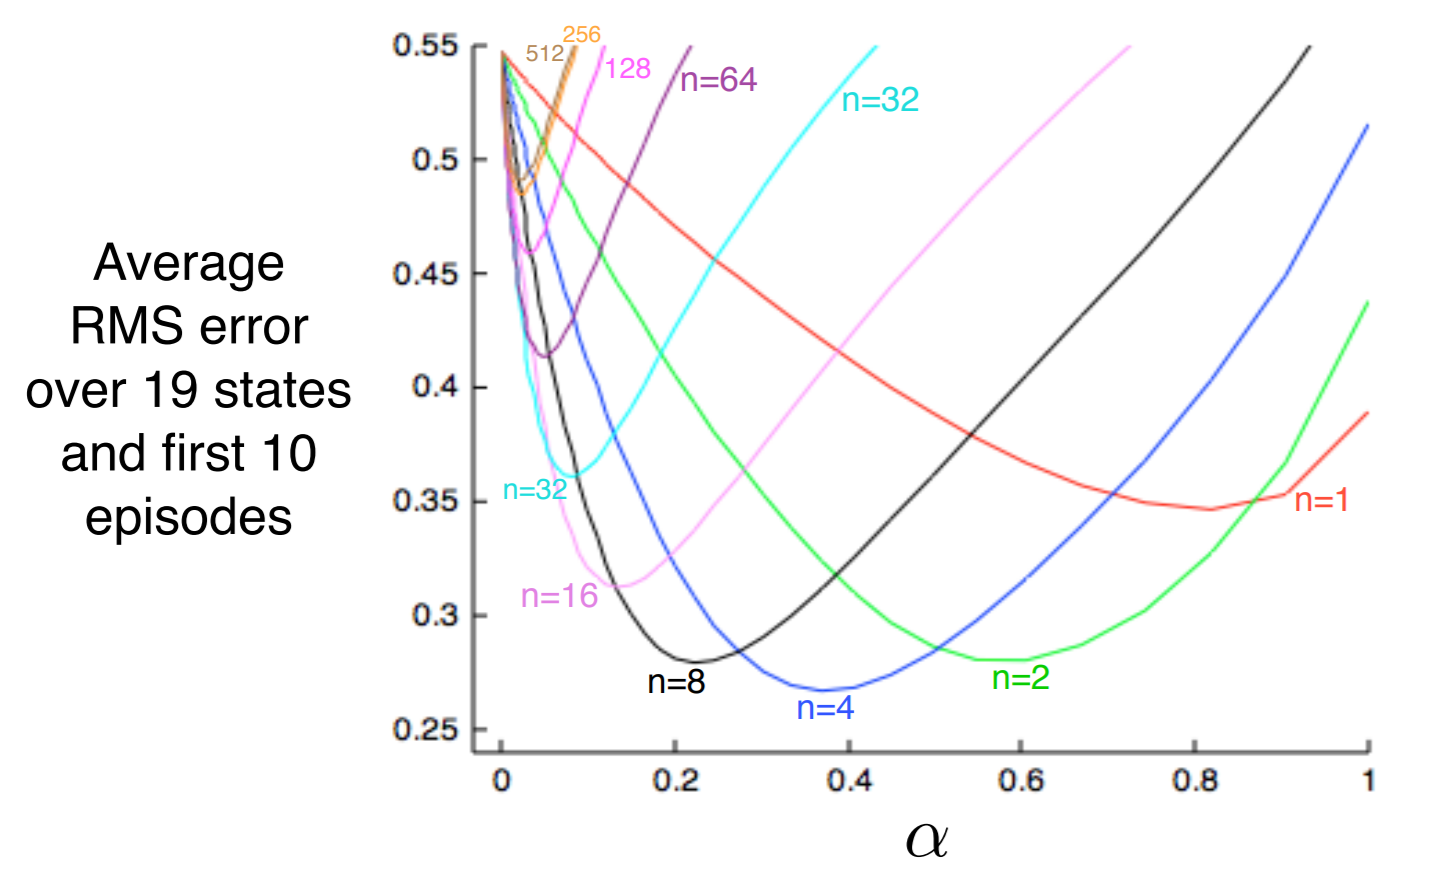 Average
RMS error
over 19 states
and first 10
episodes
0.55
0.5
0.45
0.4
0.35
0.3
0.25
512
256
128
n=64
n=32
n=32
n=16
n=8
n=4
n=2
n=1
0 0.2 0.4 0.6 0.8 1
α